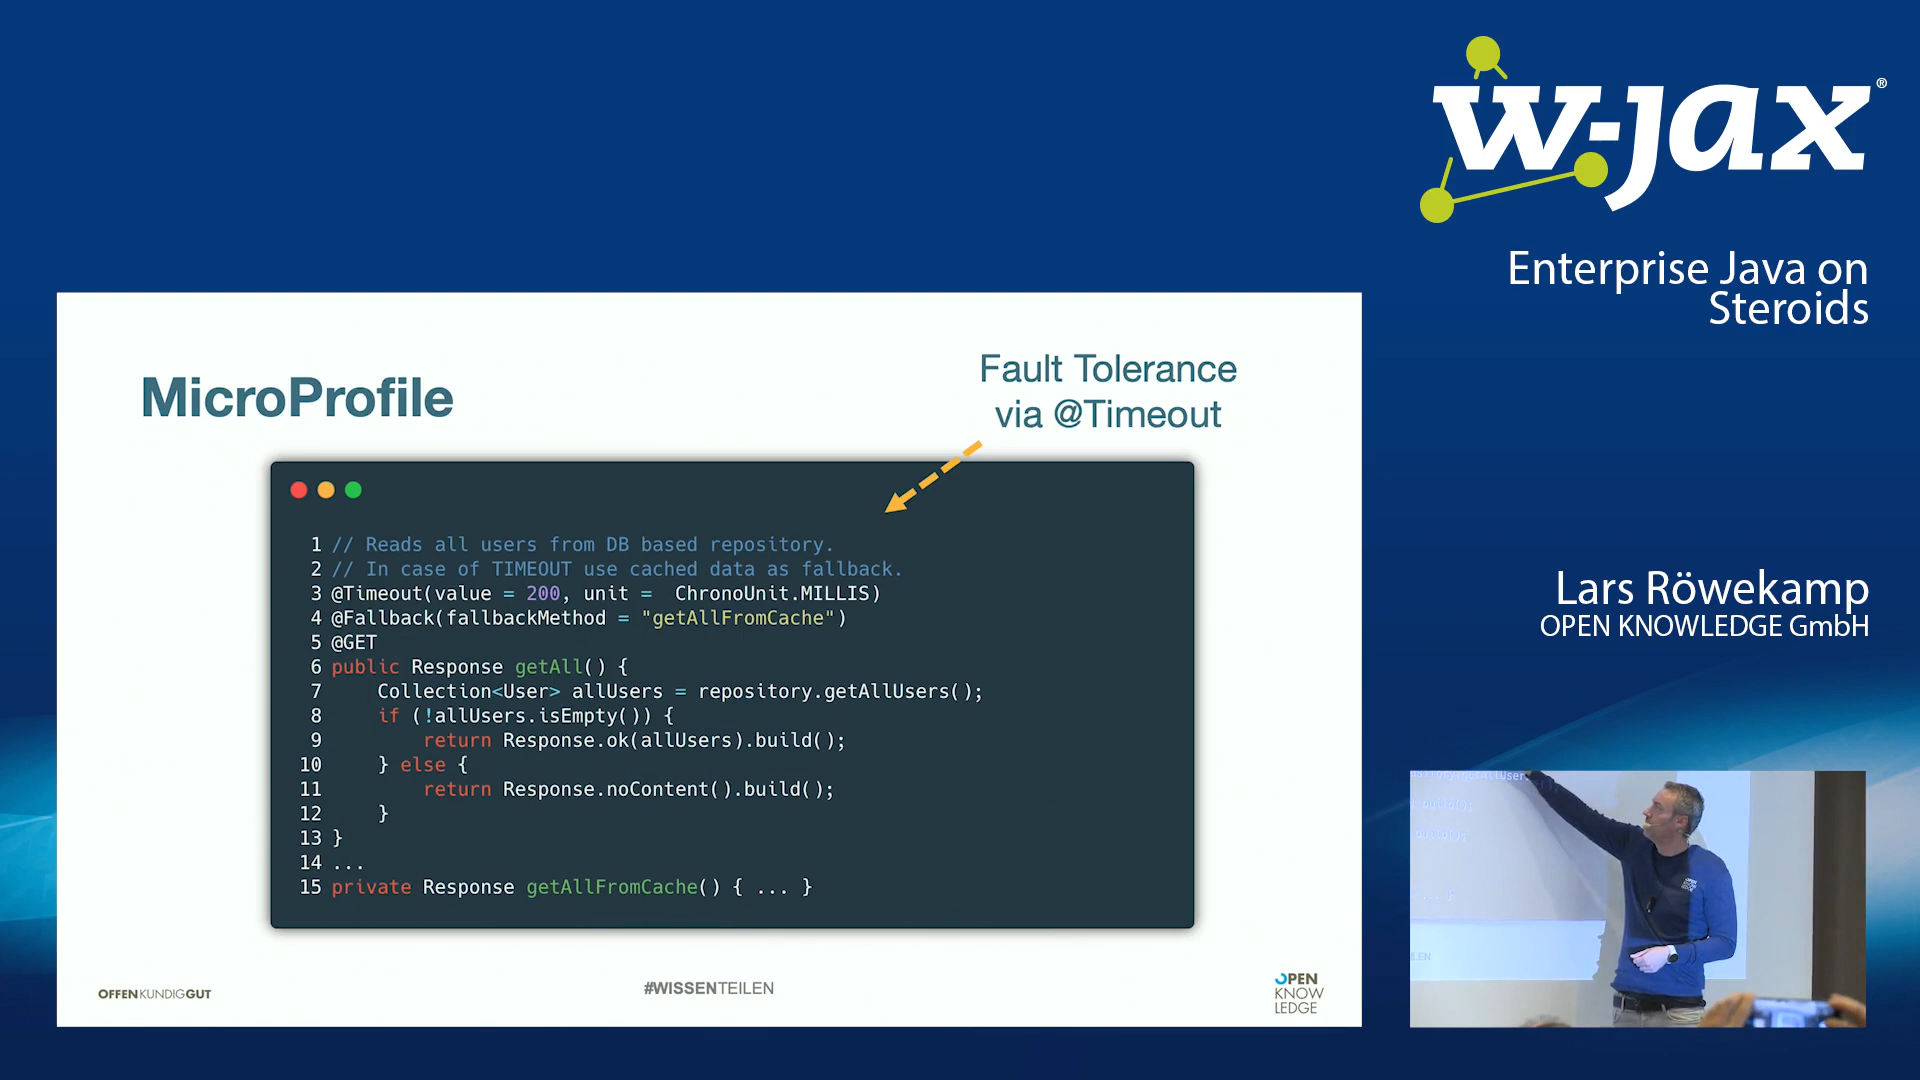 w-jax®
Enterprise Java on
Steroids
MicroProfile
Fault Tolerance
via @Timeout
1 // Reads all users from DB based repository.
2 // In case of TIMEOUT use cached data as fallback.
3 @Timeout(value = 200, unit =  ChronoUnit.MILLIS)
4 @Fallback(fallbackMethod = "getAllFromCache")
5 @GET
6 public Response getAll() {
7     Collection<User> allUsers = repository.getAllUsers();
8     if (!allUsers.isEmpty()) {
9         return Response.ok(allUsers).build();
10     } else {
11         return Response.noContent().build();
12     }
13 }
14 ...
15 private Response getAllFromCache() { ... }
OFFENKUNDIGGUT
#WISSENTEILEN
OPEN
KNOW
LEDGE
Lars Röwekamp
OPEN KNOWLEDGE GmbH